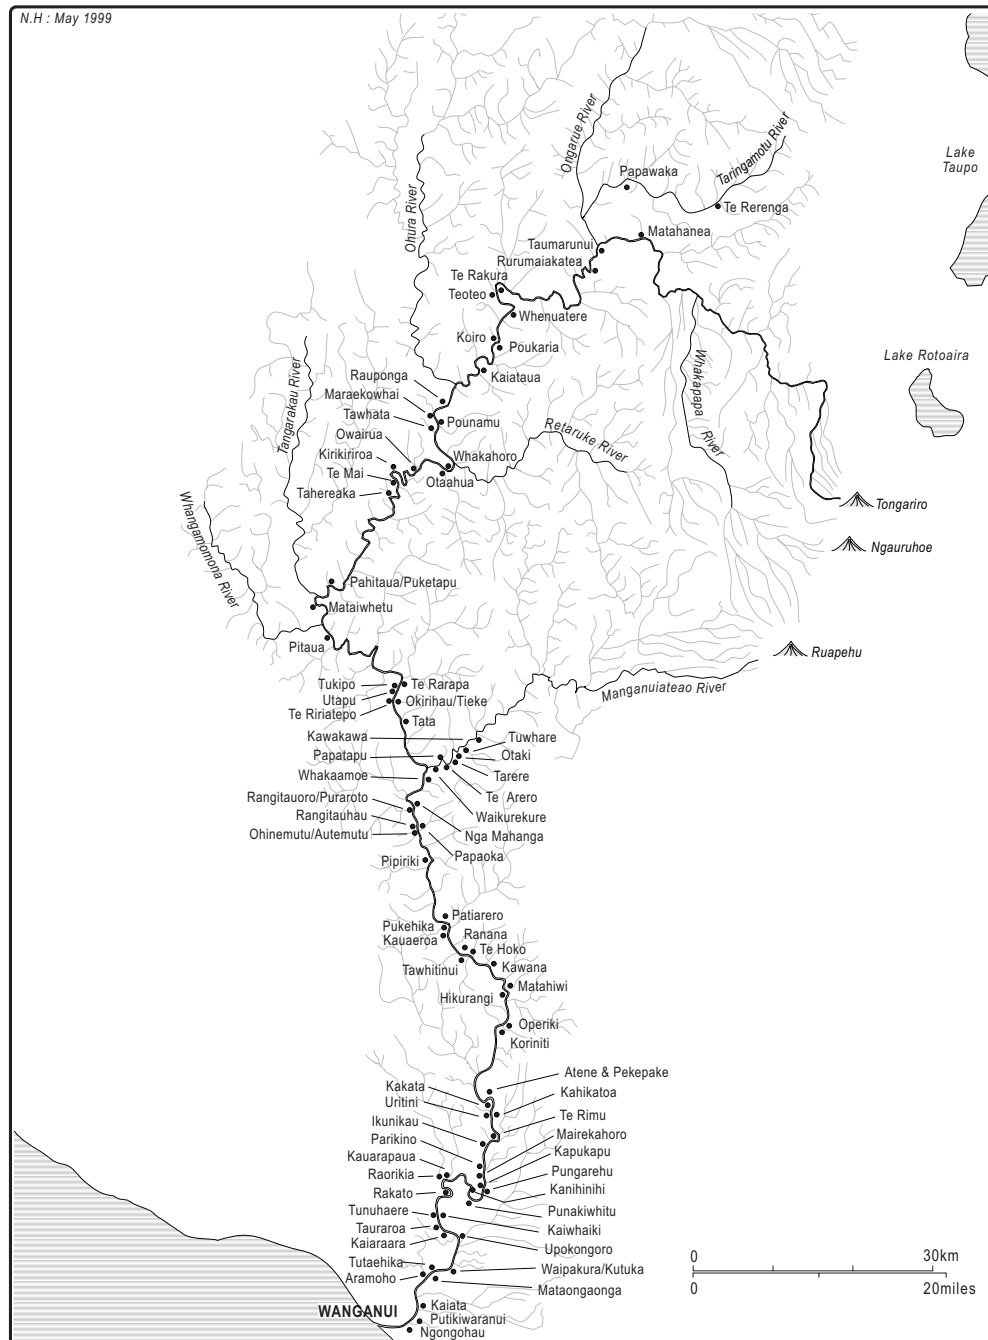 N.H : May 1999
Ongarue River
Taringamotu River
Lake
Taupo
Papawaka
Te Rerenga
Ohura River
Matahanea
Taumarunui
Rurumaiakatea
Te Rakura
Teoteo
Whenuatere
Koiro
Poukaria
Whakapapa
River
Lake Rotoaira
Kaiataua
Rauponga
Tangarakau River
Maraekowhai
Tawhata
Pounamu
Retaruke River
Owairua
Kirikiriroa
Whakahoro
Te Mai
Otaahua
Tahereaka
Tongariro
Whangamomona River
Ngauruhoe
Pahitaua/Puketapu
Mataiwhetu
Pitaua
Ruapehu
Manganuiateao River
Tukipo
Te Rarapa
Utapu
Okirihau/Tieke
Te Ririatepo
Tata
Kawakawa
Tuwhare
Papatapu
Otaki
Whakaamoe
Tarere
Te Arero
Rangitauoro/Puraroto
Waikurekure
Rangitauhau
Nga Mahanga
Ohinemutu/Autemutu
Papaoka
Pipiriki
Patiarero
Pukehika
Ranana
Kauaeroa
Te Hoko
Tawhitinui
Kawana
Matahiwi
Hikurangi
Operiki
Koriniti
Atene & Pekepake
Kakata
Kahikatoa
Uritini
Te Rimu
Ikunikau
Mairekahoro
Parikino
Kapukapu
Kauarapaua
Pungarehu
Raorikia
Kanihinihi
Rakato
Punakiwhitu
Tunuhaere
Kaiwhaiki
Tauraroa
Kaiaraara
Upokongoro
Tutaehika
Waipakura/Kutuka
Aramoho
Mataongaonga
0 30km
0 20miles
WANGANUI
Kaiata
Putikiwaranui
Ngongohau